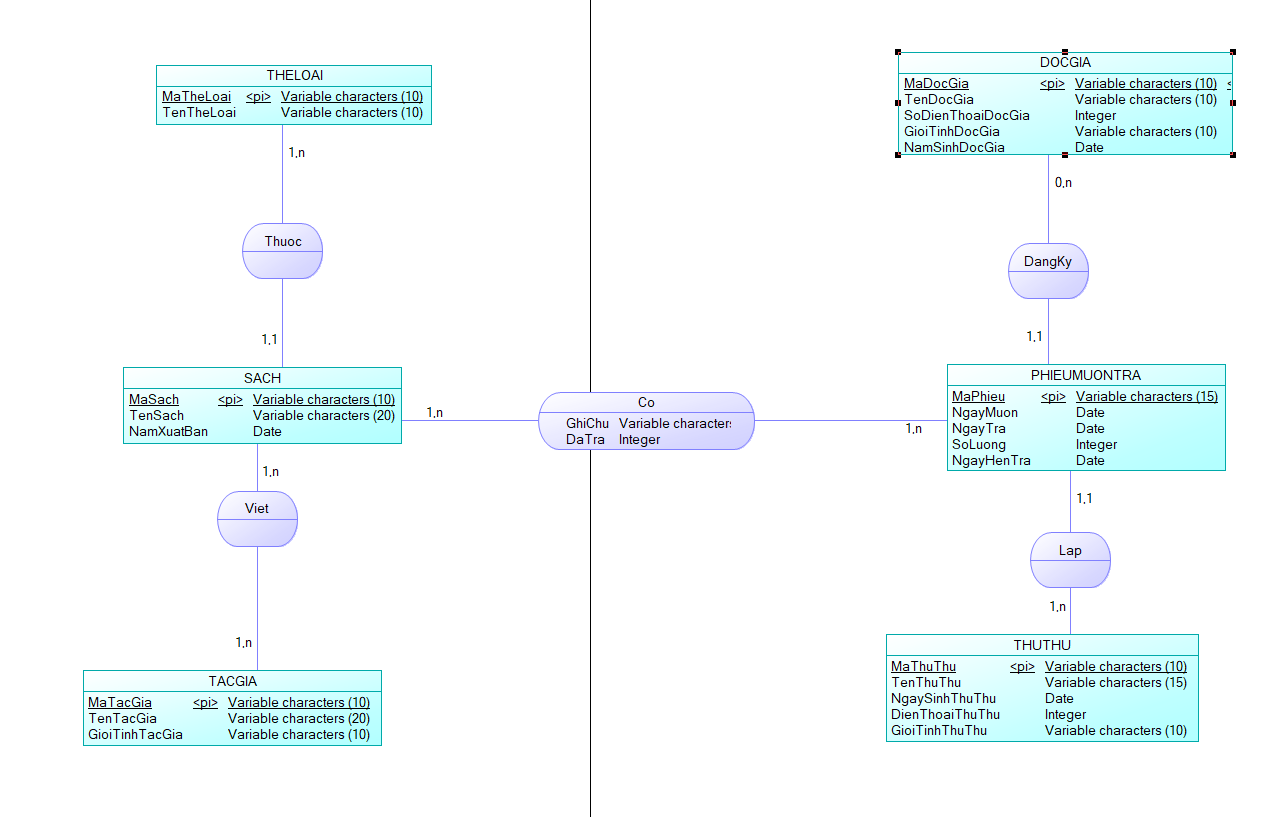 THELOAI
MaTheLoai <pi> Variable characters (10)
TenTheLoai Variable characters (10)
1,n
Thuoc
1,1
SACH
MaSach <pi> Variable characters (10)
TenSach Variable characters (20)
NamXuatBan Date
1,n
Viet
1,n
TACGIA
MaTacGia <pi> Variable characters (10)
TenTacGia Variable characters (20)
GioiTinhTacGia Variable characters (10)
1,n
Co
GhiChu Variable characters
DaTra Integer
1,n
DOCGIA
MaDocGia <pi> Variable characters (10) <
TenDocGia Variable characters (10)
SoDienThoaiDocGia Integer
GioiTinhDocGia Variable characters (10)
NamSinhDocGia Date
0,n
DangKy
1,1
PHIEUMUONTRA
MaPhieu <pi> Variable characters (15)
NgayMuon Date
NgayTra Date
SoLuong Integer
NgayHenTra Date
1,1
Lap
1,n
THUTHU
MaThuThu <pi> Variable characters (10)
TenThuThu Variable characters (15)
NgaySinhThuThu Date
DienThoaiThuThu Integer
GioiTinhThuThu Variable characters (10)